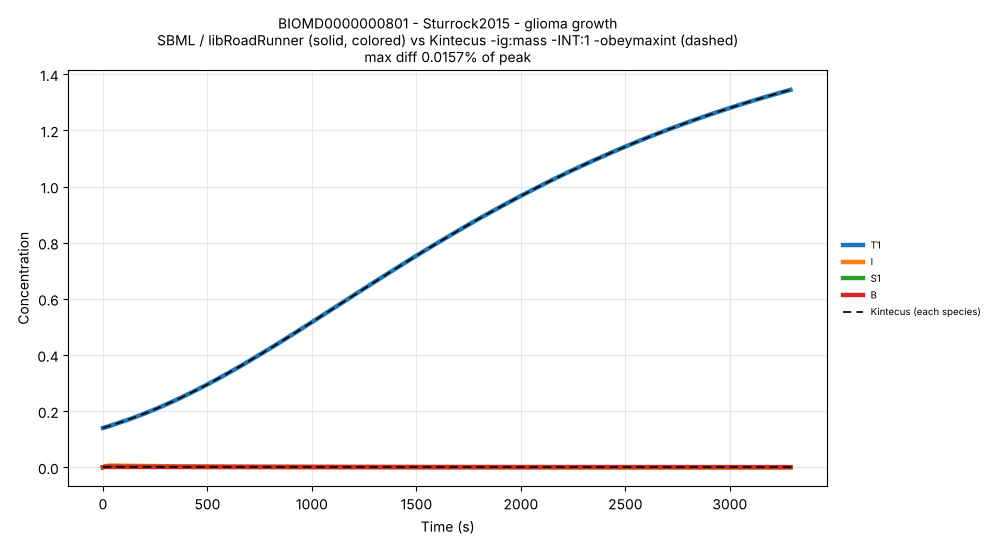 BIOMD0000000801 - Sturrock2015 - glioma growth
SBML / libRoadRunner (solid, colored) vs Kintecus -ig:mass -INT:1 -obeymaxint (dashed)
max diff 0.0157% of peak
1.4
1.2
1.0
0.8
0.6
0.4
0.2
0.0
Concentration
0 500 1000 1500 2000 2500 3000
Time (s)
T1
I
S1
B
Kintecus (each species)